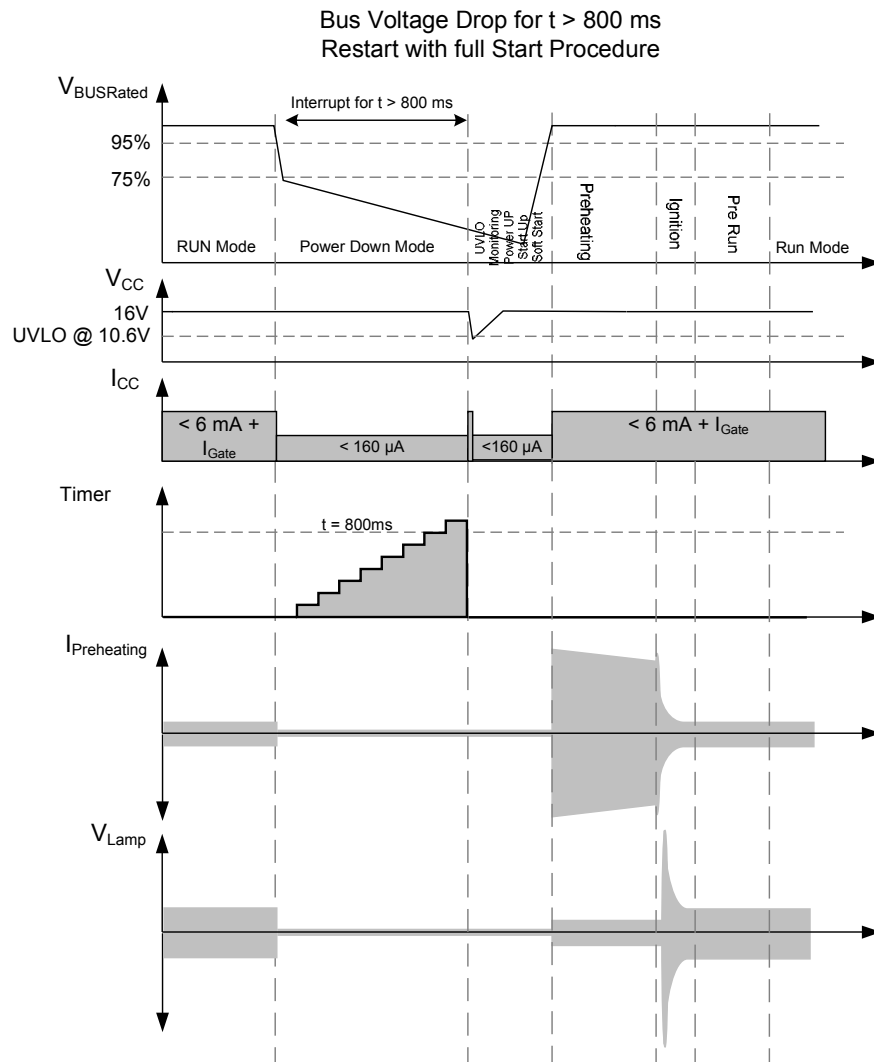 Bus Voltage Drop for t > 800 ms
Restart with full Start Procedure
VBUSRated
Interrupt for t > 800 ms
95%
75%
RUN Mode
Power Down Mode
UVLO
Monitoring
Power UP
Start Up
Soft Start
Preheating
Ignition
Pre Run
Run Mode
VCC
16V
UVLO @ 10.6V
ICC
< 6 mA +
IGate
< 160 µA
<160 µA
< 6 mA + IGate
Timer
t = 800ms
IPreheating
VLamp